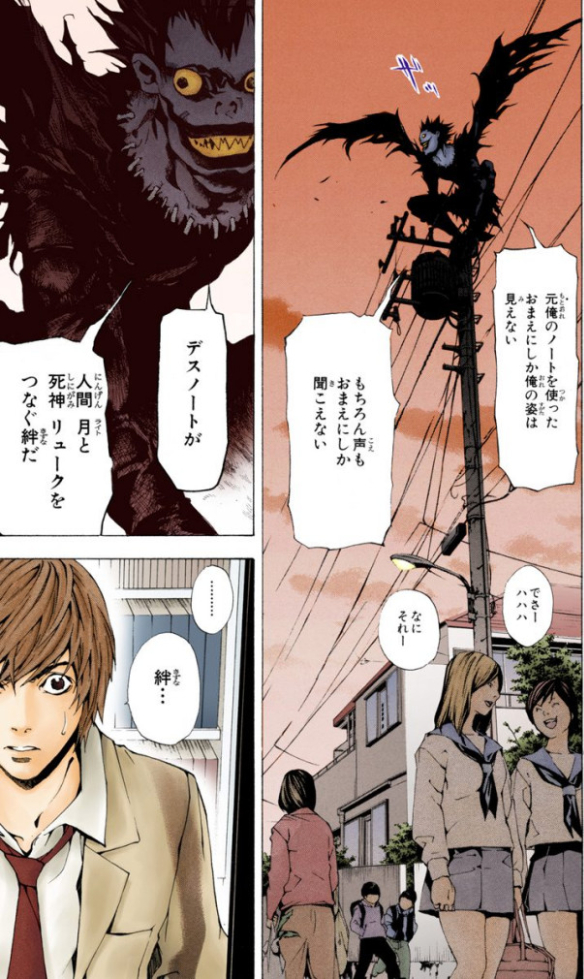 ザッ
元俺のノートを使った
おまえにしか俺の姿は
見えない
もちろん声も
おまえにしか
聞こえない
でさー
ハハハ
なに
それー
デスノートが
人間 月と
死神 リュークを
つなぐ絆だ
………
絆…